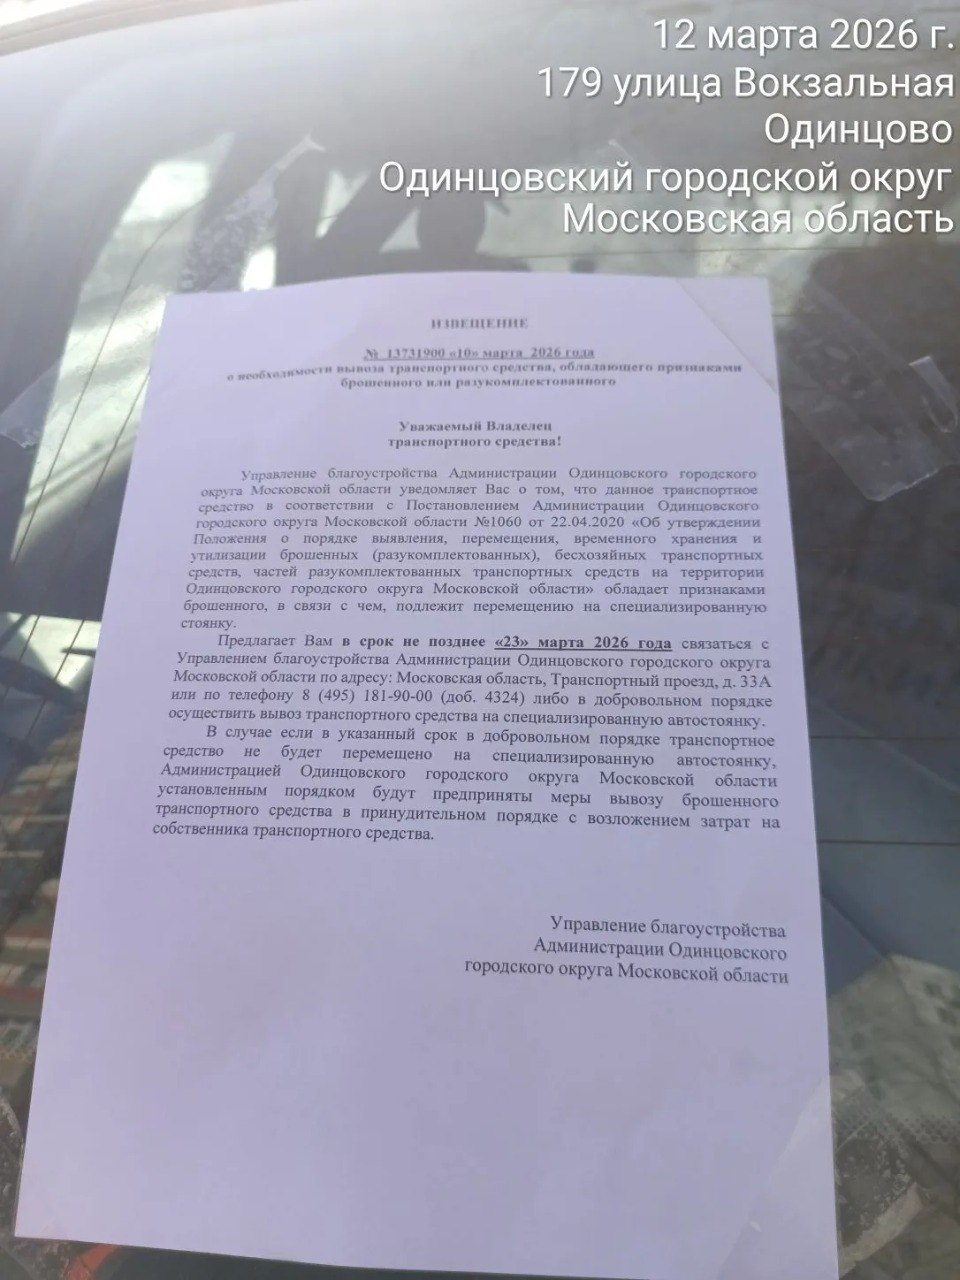 12 марта 2026 г.
179 улица Вокзальная
Одинцово
Одинцовский городской округ
Московская область
ИЗВЕЩЕНИЕ
№ 13731900 «10» марта 2026 года
о необходимости вывоза транспортного средства, обладающего признаками
брошенного или разукомплектованного
Уважаемый Владелец
транспортного средства!
Управление благоустройства Администрации Одинцовского городского
округа Московской области уведомляет Вас о том, что данное транспортное
средство в соответствии с Постановлением Администрации Одинцовского
городского округа Московской области №1060 от 22.04.2020 «Об утверждении
Положения о порядке выявления, перемещения, временного хранения и
утилизации брошенных (разукомплектованных), бесхозяйных транспортных
средств, частей разукомплектованных транспортных средств на территории
Одинцовского городского округа Московской области» обладает признаками
брошенного, в связи с чем, подлежит перемещению на специализированную
стоянку.
Предлагает Вам в срок не позднее «23» марта 2026 года связаться с
Управлением благоустройства Администрации Одинцовского городского округа
Московской области по адресу: Московская область, Транспортный проезд, д. 33А
или по телефону 8 (495) 181-90-00 (доб. 4324) либо в добровольном порядке
осуществить вывоз транспортного средства на специализированную автостоянку.
В случае если в указанный срок в добровольном порядке транспортное
средство не будет перемещено на специализированную автостоянку,
Администрацией Одинцовского городского округа Московской области
установленным порядком будут предприняты меры вывозу брошенного
транспортного средства в принудительном порядке с возложением затрат на
собственника транспортного средства.
Управление благоустройства
Администрации Одинцовского
городского округа Московской области